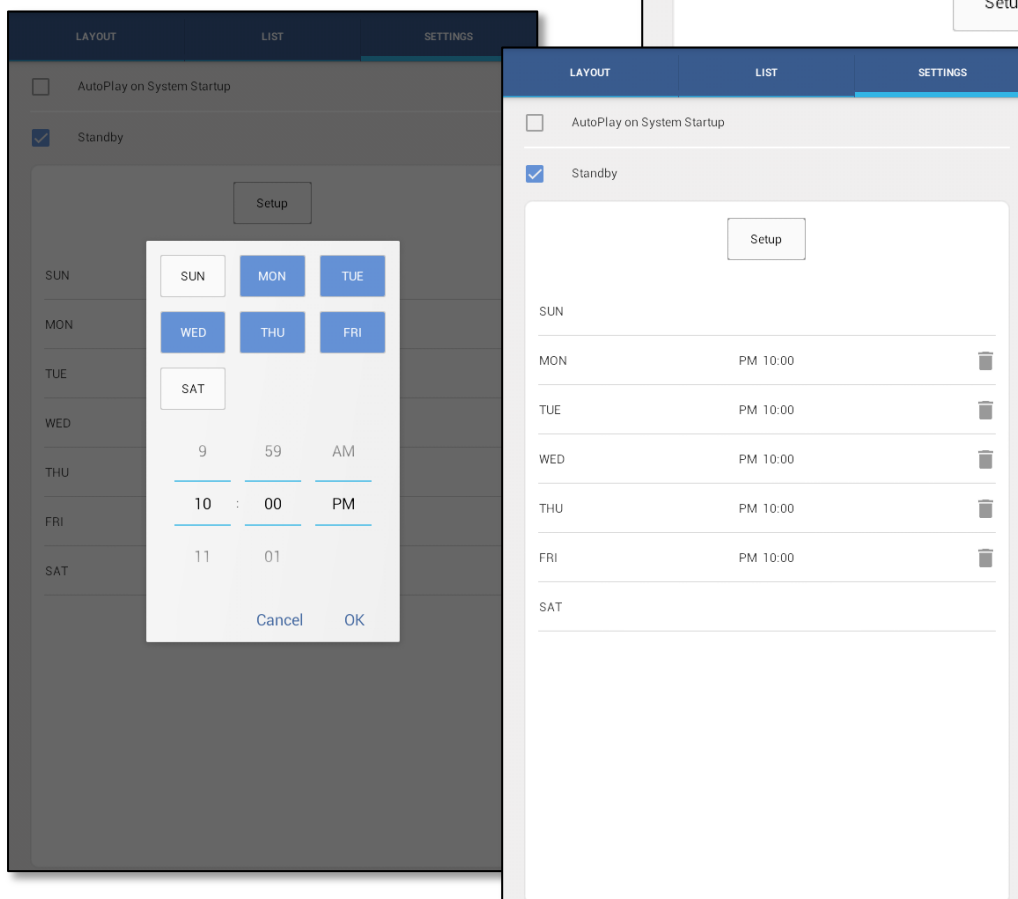 Setu
LAYOUT LIST SETTINGS
AutoPlay on System Startup
Standby
Setup
SUN
MON
TUE
WED
THU
FRI
SAT
SUN MON TUE
WED THU FRI
SAT
9 59 AM
10 : 00 PM
11 01
Cancel OK
LAYOUT LIST SETTINGS
AutoPlay on System Startup
Standby
Setup
SUN
MON PM 10:00
TUE PM 10:00
WED PM 10:00
THU PM 10:00
FRI PM 10:00
SAT